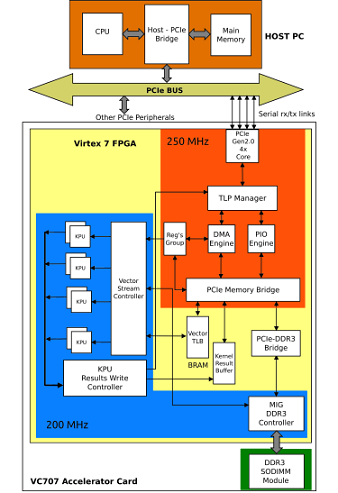 CPU
Host - PCIe
Bridge
Main
Memory
HOST PC
PCIe BUS
Other PCIe Peripherals
Serial rx/tx links
Virtex 7 FPGA
250 MHz
PCIe
Gen2.0
4x
Core
TLP Manager
KPU
KPU
KPU
KPU
Vector
Stream
Controller
Reg's
Group
DMA
Engine
PIO
Engine
PCIe Memory Bridge
Vector
TLB
BRAM
Kernel
Result
Buffer
PCIe-DDR3
Bridge
KPU
Results Write
Controller
200 MHz
MIG
DDR3
Controller
DDR3
SODIMM
Module
VC707 Accelerator Card